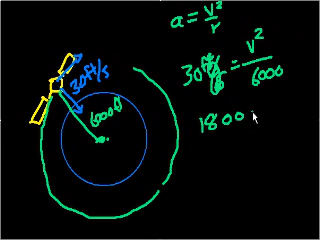 a = v²/r
30ft/s
30 = v²/6000
6000
1800